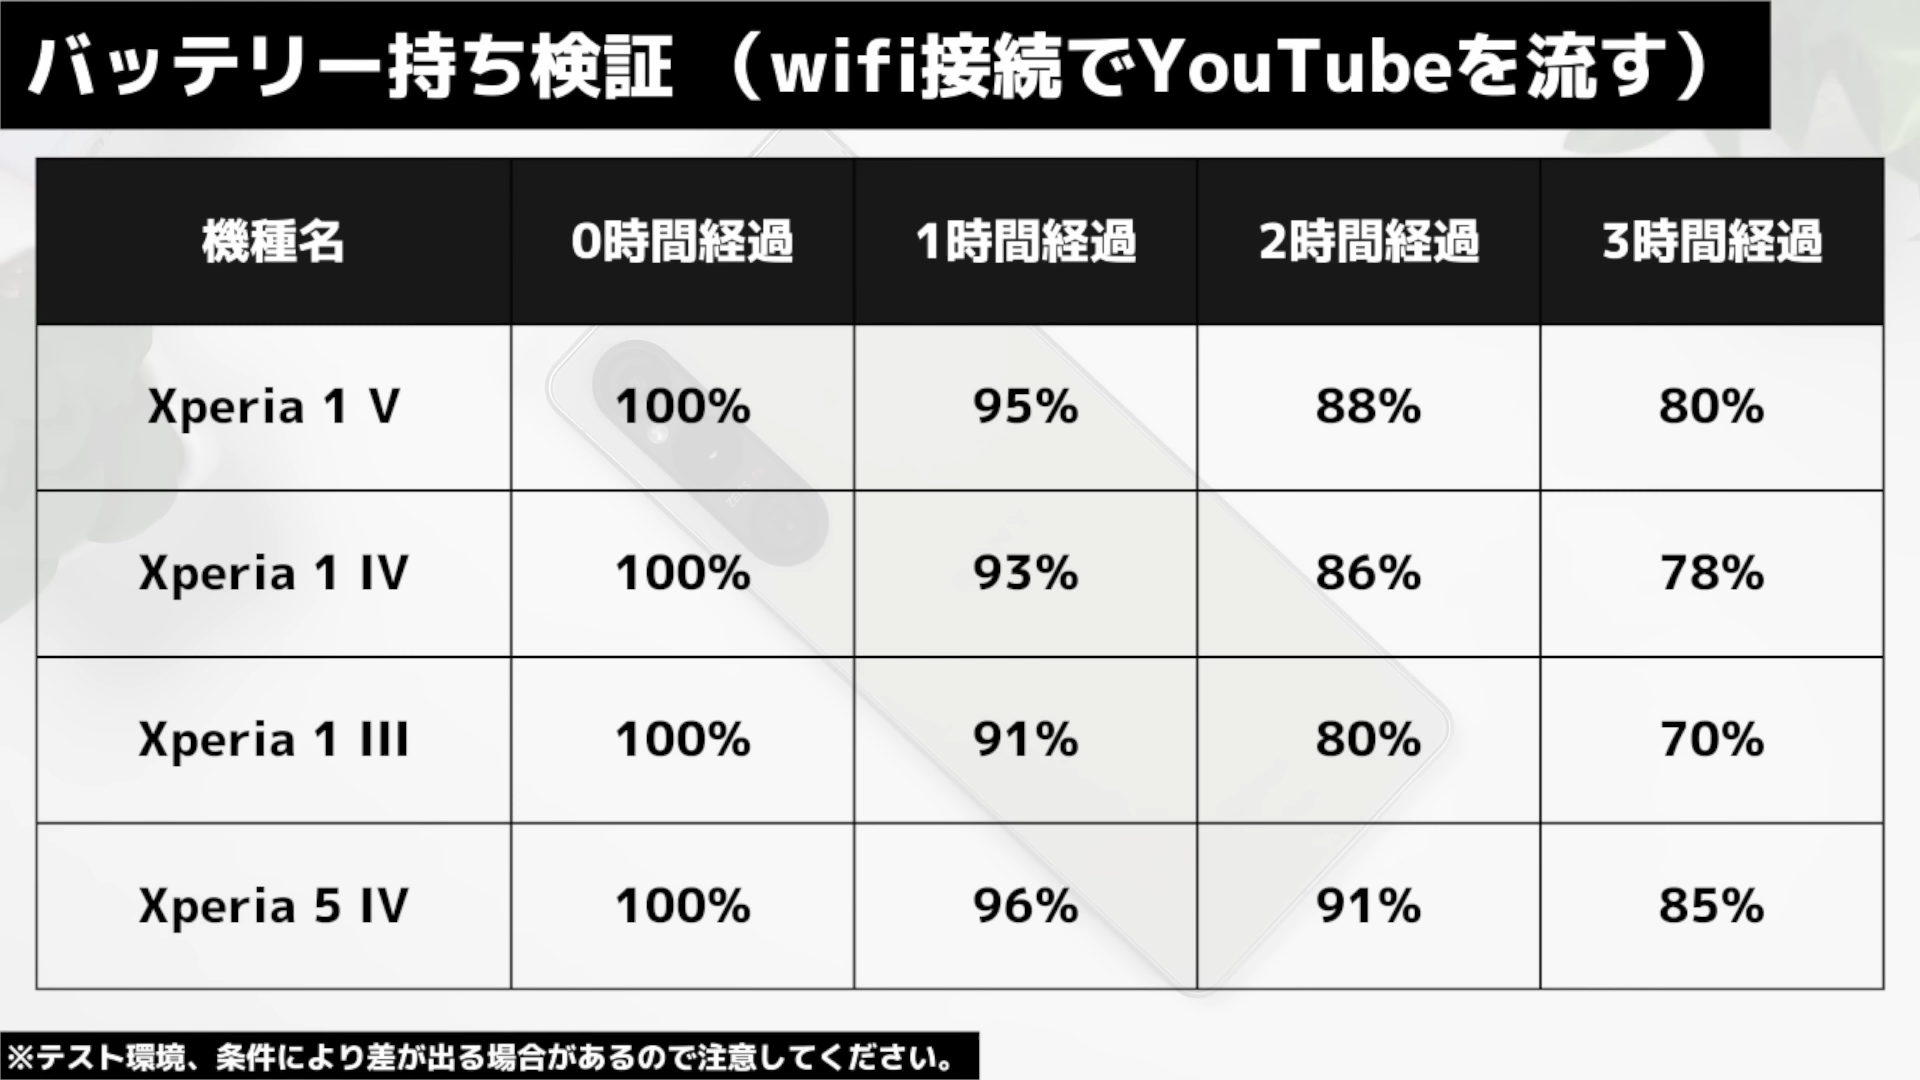 バッテリー持ち検証 （wifi接続でYouTubeを流す）
機種名 0時間経過 1時間経過 2時間経過 3時間経過
Xperia 1 V 100% 95% 88% 80%
Xperia 1 IV 100% 93% 86% 78%
Xperia 1 III 100% 91% 80% 70%
Xperia 5 IV 100% 96% 91% 85%
※テスト環境、条件により差が出る場合があるので注意してください。